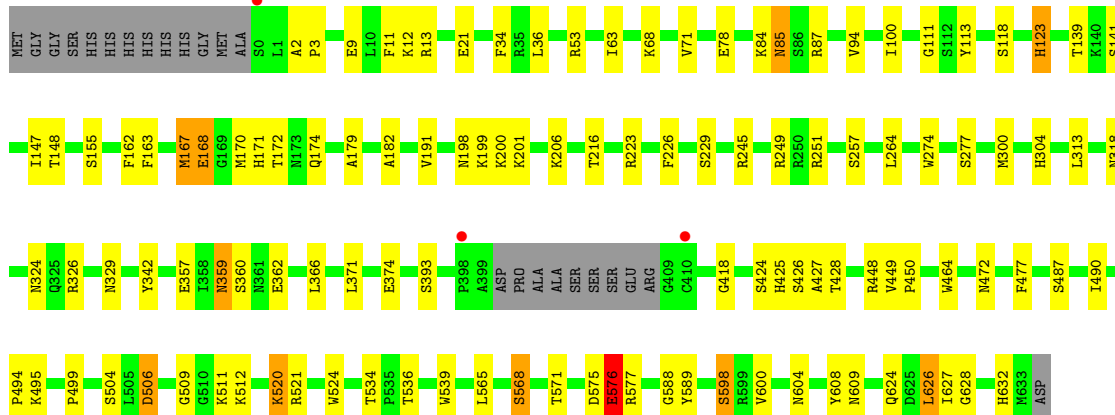 MET GLY GLY SER HIS HIS HIS HIS HIS HIS GLY MET ALA S0 L1 A2 P3 E9 L10 F11 K12 R13 E21 F34 R35 L36 R53 I63 K68 V71 E78 K84 N85 S86 R87 V94 I100 G111 S112 Y113 S118 H123 T139 K140 S141
I147 T148 S155 F162 F163 M167 E168 G169 M170 H171 T172 N173 Q174 A179 A182 V191 N198 K199 K200 K201 K206 T216 R223 F226 S229 R245 R249 R250 R251 S257 L264 W274 S277 M300 H304 L313
N324 Q325 R326 N329 Y342 E357 I358 N359 S360 N361 E362 L366 L371 E374 S393 P398 A399 ASP PRO ALA ALA SER SER SER GLU ARG G409 C410 G418 S424 H425 S426 A427 T428 R448 V449 P450 W464 N472 F477 S487 I490
P494 K495 P499 S504 L505 D506 G509 G510 K511 K512 K520 R521 W524 T534 P535 T536 W539 L565 S568 T571 D575 E576 R577 G588 Y589 S598 R599 V600 N604 Y608 N609 Q624 D625 L626 I627 G628 H632 M633 ASP